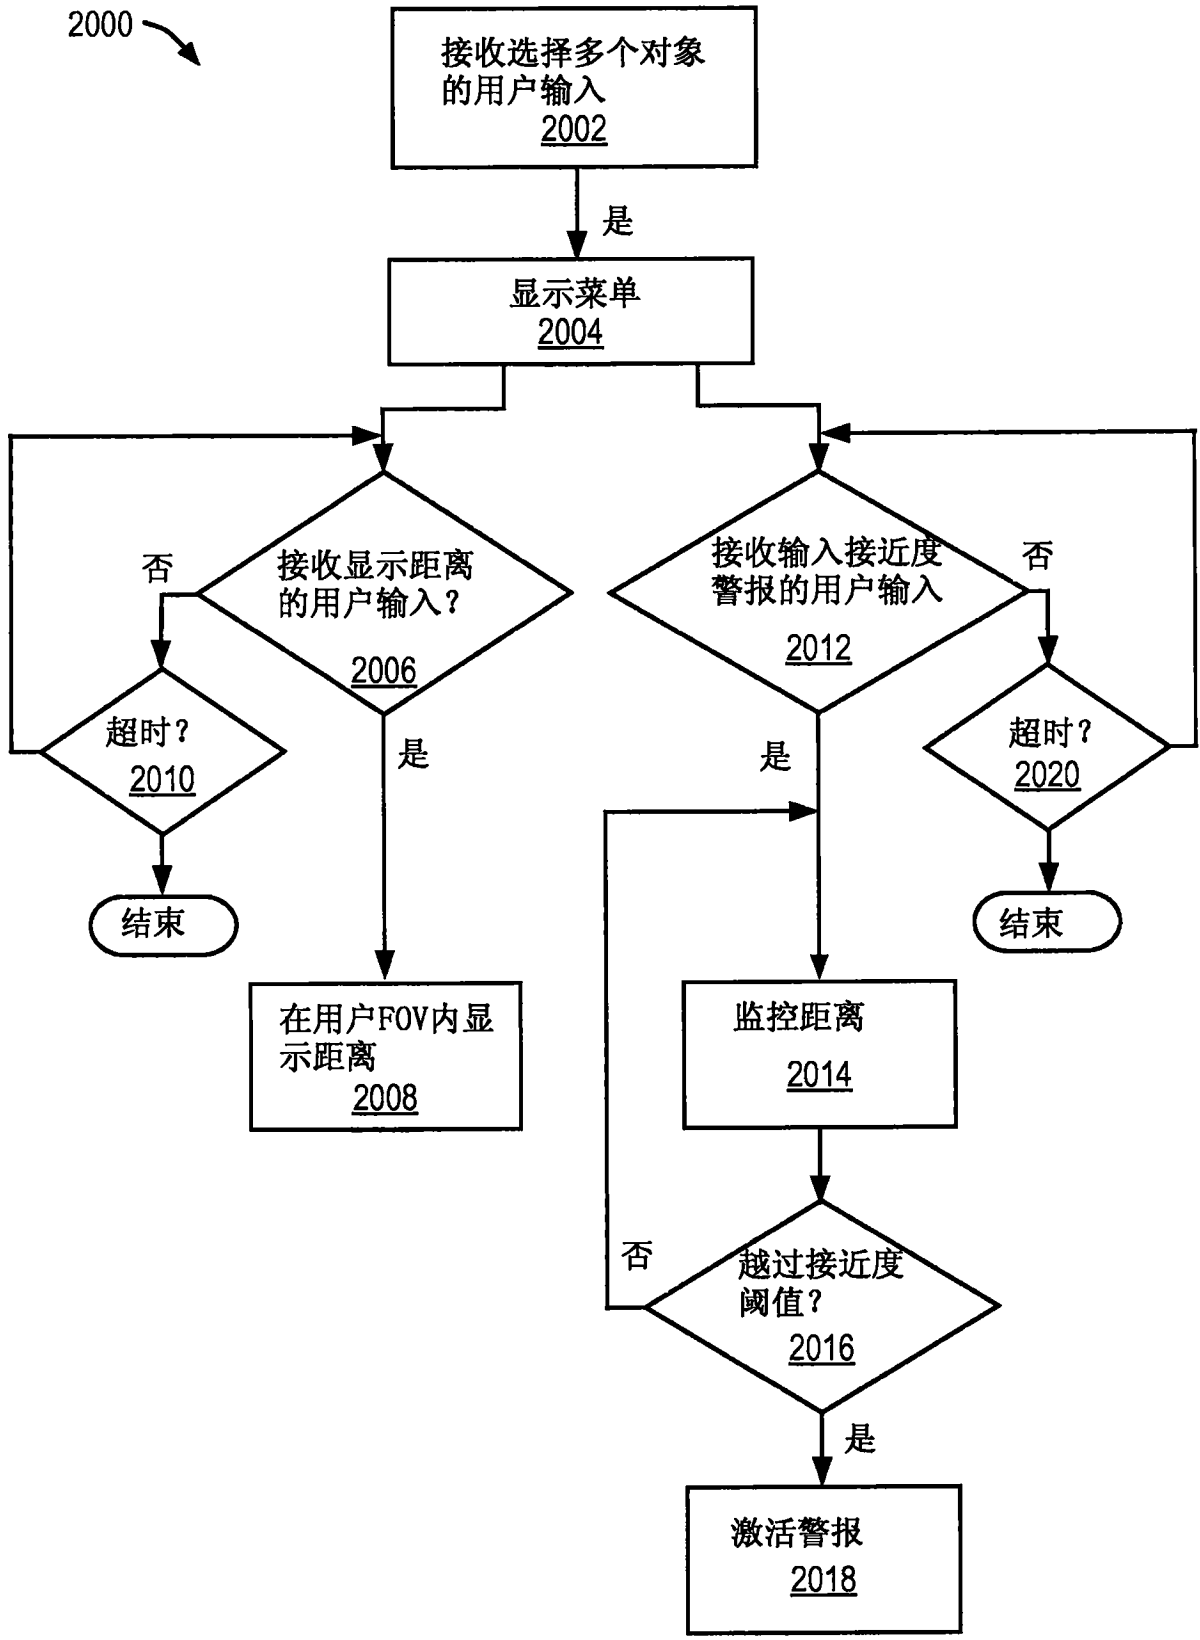 2000
接收选择多个对象
的用户输入
2002
是
显示菜单
2004
否
接收显示距离
的用户输入?
2006
接收输入接近度
警报的用户输入
2012
否
超时?
2010
是
是
超时?
2020
结束
结束
在用户FOV内显
示距离
2008
监控距离
2014
否
越过接近度
阈值?
2016
是
激活警报
2018